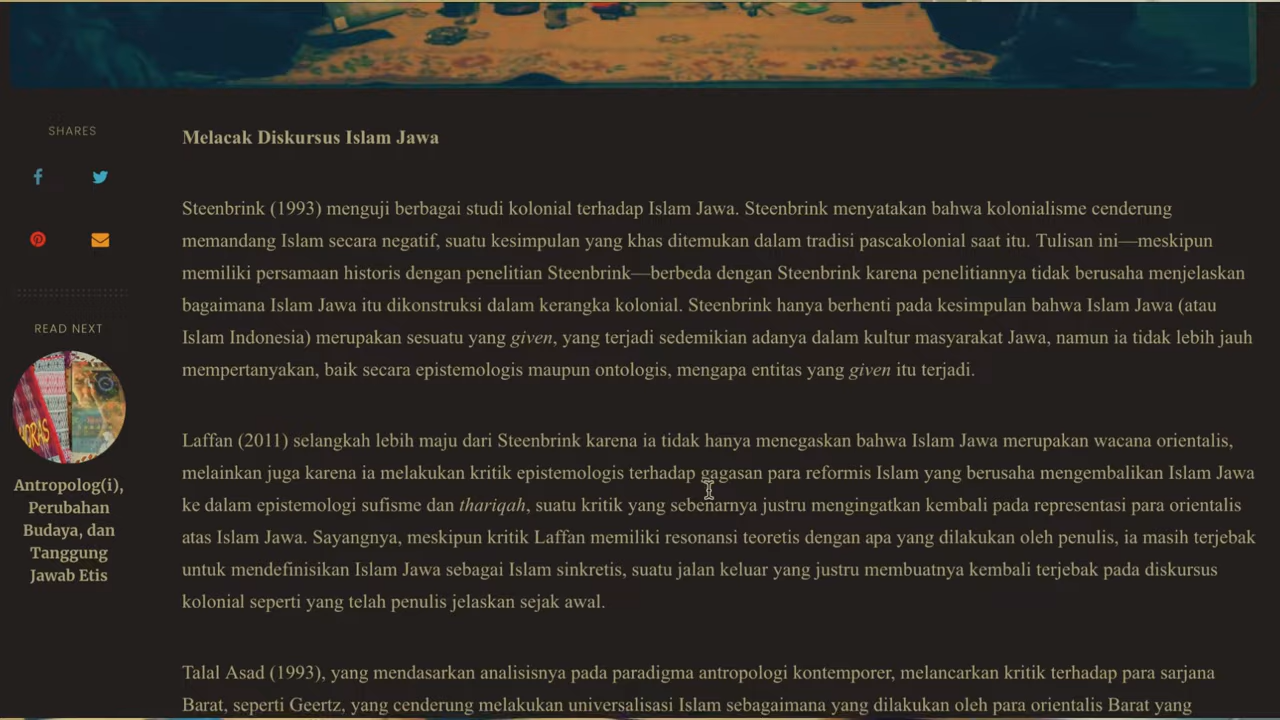 SHARES
READ NEXT
Antropolog(i),
Perubahan
Budaya, dan
Tanggung
Jawab Etis
Melacak Diskursus Islam Jawa
Steenbrink (1993) menguji berbagai studi kolonial terhadap Islam Jawa. Steenbrink menyatakan bahwa kolonialisme cenderung
memandang Islam secara negatif, suatu kesimpulan yang khas ditemukan dalam tradisi pascakolonial saat itu. Tulisan ini—meskipun
memiliki persamaan historis dengan penelitian Steenbrink—berbeda dengan Steenbrink karena penelitiannya tidak berusaha menjelaskan
bagaimana Islam Jawa itu dikonstruksi dalam kerangka kolonial. Steenbrink hanya berhenti pada kesimpulan bahwa Islam Jawa (atau
Islam Indonesia) merupakan sesuatu yang given, yang terjadi sedemikian adanya dalam kultur masyarakat Jawa, namun ia tidak lebih jauh
mempertanyakan, baik secara epistemologis maupun ontologis, mengapa entitas yang given itu terjadi.
Laffan (2011) selangkah lebih maju dari Steenbrink karena ia tidak hanya menegaskan bahwa Islam Jawa merupakan wacana orientalis,
melainkan juga karena ia melakukan kritik epistemologis terhadap gagasan para reformis Islam yang berusaha mengembalikan Islam Jawa
ke dalam epistemologi sufisme dan thariqah, suatu kritik yang sebenarnya justru mengingatkan kembali pada representasi para orientalis
atas Islam Jawa. Sayangnya, meskipun kritik Laffan memiliki resonansi teoretis dengan apa yang dilakukan oleh penulis, ia masih terjebak
untuk mendefinisikan Islam Jawa sebagai Islam sinkretis, suatu jalan keluar yang justru membuatnya kembali terjebak pada diskursus
kolonial seperti yang telah penulis jelaskan sejak awal.
Talal Asad (1993), yang mendasarkan analisisnya pada paradigma antropologi kontemporer, melancarkan kritik terhadap para sarjana
Barat, seperti Geertz, yang cenderung melakukan universalisasi Islam sebagaimana yang dilakukan oleh para orientalis Barat yang